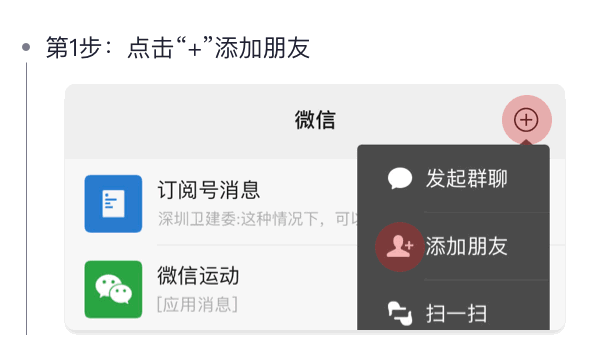 第1步：点击“+”添加朋友
微信
发起群聊
订阅号消息
深圳卫建委:这种情况下，可以
添加朋友
微信运动
[应用消息]
扫一扫